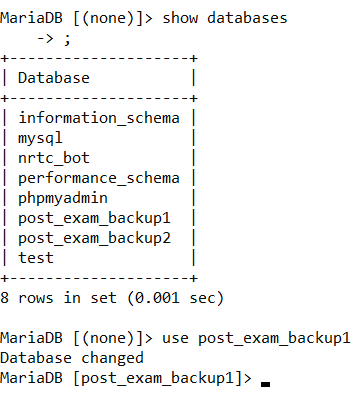 MariaDB [(none)]> show databases
    -> ;
+--------------------+
| Database           |
+--------------------+
| information_schema |
| mysql              |
| nrtc_bot           |
| performance_schema |
| phpmyadmin         |
| post_exam_backup1  |
| post_exam_backup2  |
| test               |
+--------------------+
8 rows in set (0.001 sec)

MariaDB [(none)]> use post_exam_backup1
Database changed
MariaDB [post_exam_backup1]>